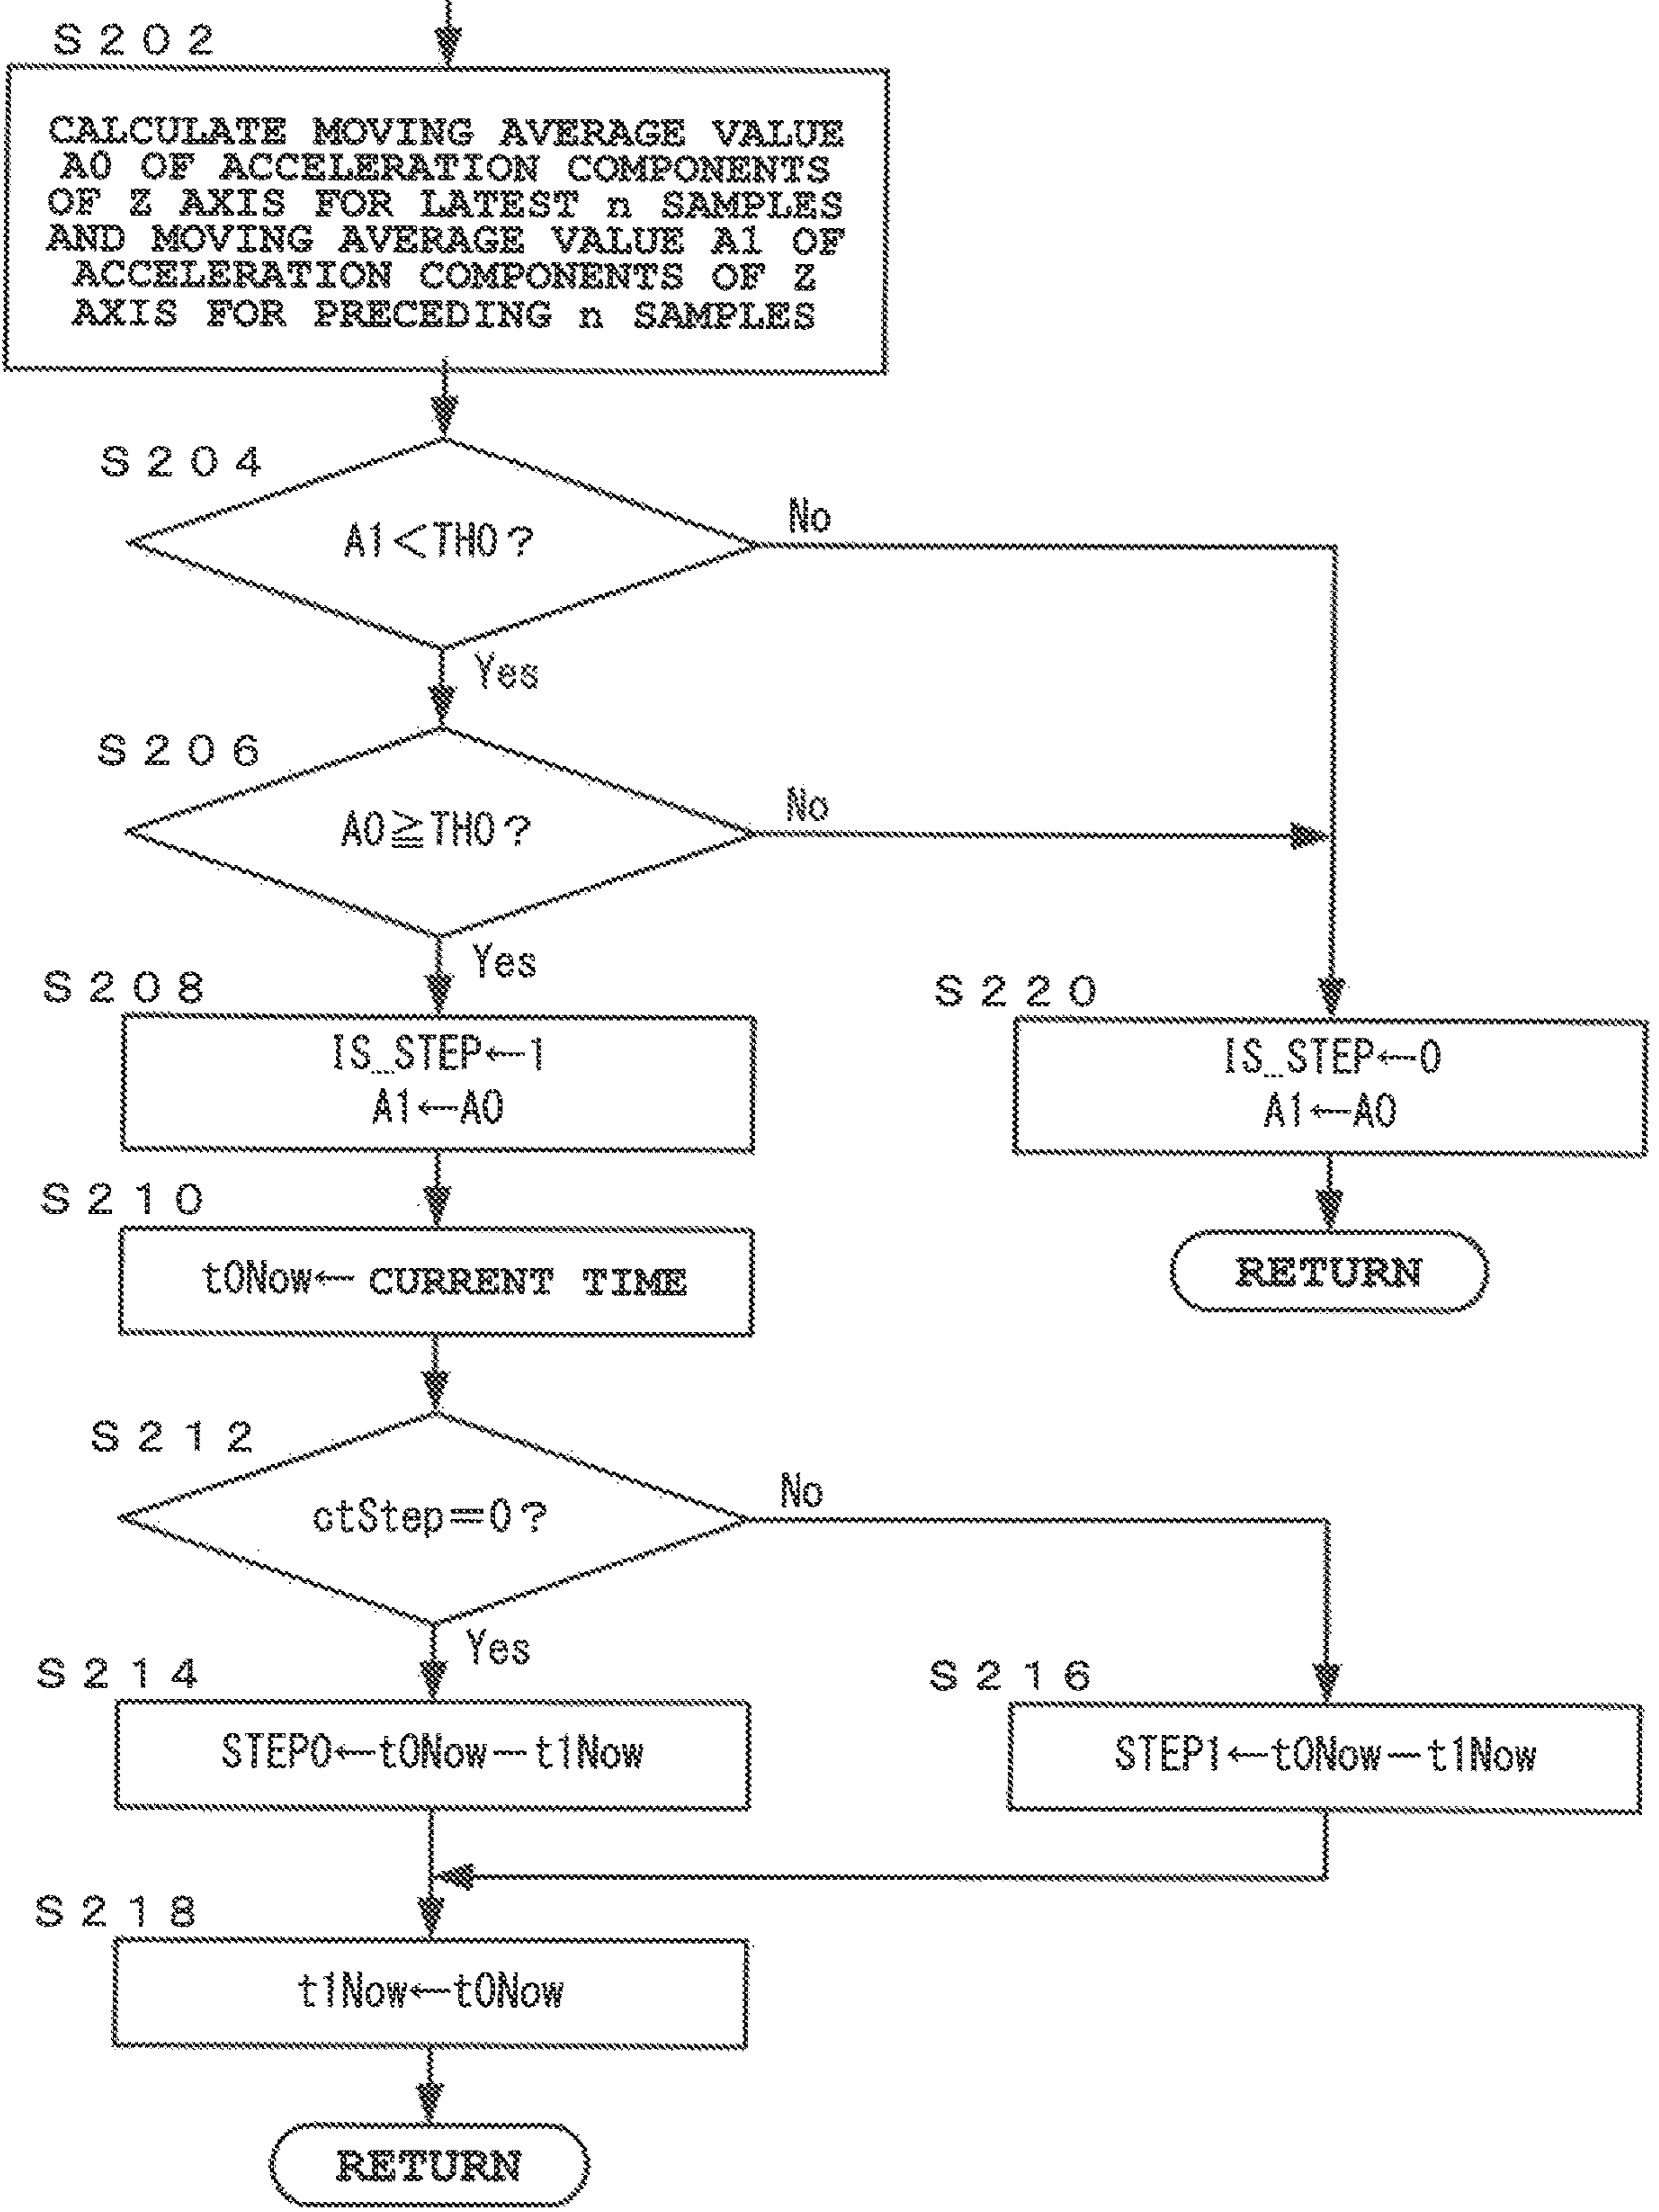 S202
CALCULATE MOVING AVERAGE VALUE
A0 OF ACCELERATION COMPONENTS
OF Z AXIS FOR LATEST n SAMPLES
AND MOVING AVERAGE VALUE A1 OF
ACCELERATION COMPONENTS OF Z
AXIS FOR PRECEDING n SAMPLES
S204
A1<TH0?
No
Yes
S206
A0≧TH0?
No
Yes
S208
IS_STEP←1
A1←A0
S220
IS_STEP←0
A1←A0
RETURN
S210
t0Now← CURRENT TIME
S212
ctStep=0?
No
Yes
S214
STEP0←t0Now−t1Now
S216
STEP1←t0Now−t1Now
S218
t1Now←t0Now
RETURN